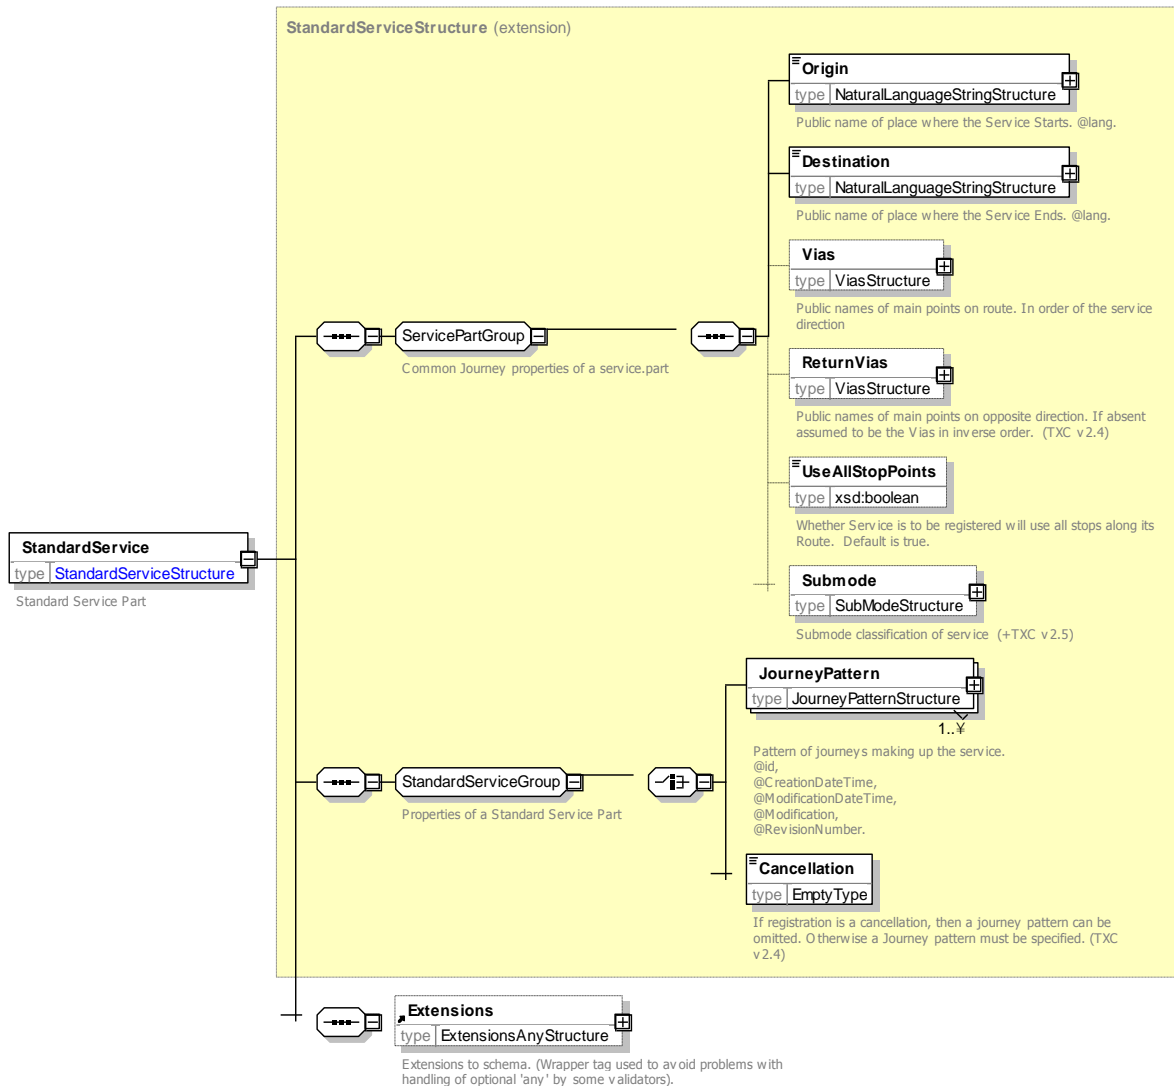 StandardServiceStructure (extension)
Origin
type NaturalLanguageStringStructure
Public name of place where the Service Starts. @lang.
Destination
type NaturalLanguageStringStructure
Public name of place where the Service Ends. @lang.
Vias
type ViasStructure
Public names of main points on route. In order of the service
direction
ServicePartGroup
Common Journey properties of a service.part
ReturnVias
type ViasStructure
Public names of main points on opposite direction. If absent
assumed to be the Vias in inverse order. (TXC v2.4)
UseAllStopPoints
type xsd:boolean
Whether Service is to be registered will use all stops along its
Route. Default is true.
StandardService
type StandardServiceStructure
Standard Service Part
Submode
type SubModeStructure
Submode classification of service (+TXC v2.5)
JourneyPattern
type JourneyPatternStructure
1..¥
Pattern of journeys making up the service.
@id,
@CreationDateTime,
@ModificationDateTime,
@Modification,
@RevisionNumber.
StandardServiceGroup
Properties of a Standard Service Part
Cancellation
type EmptyType
If registration is a cancellation, then a journey pattern can be
omitted. Otherwise a Journey pattern must be specified. (TXC
v2.4)
Extensions
type ExtensionsAnyStructure
Extensions to schema. (Wrapper tag used to avoid problems with
handling of optional 'any' by some validators).